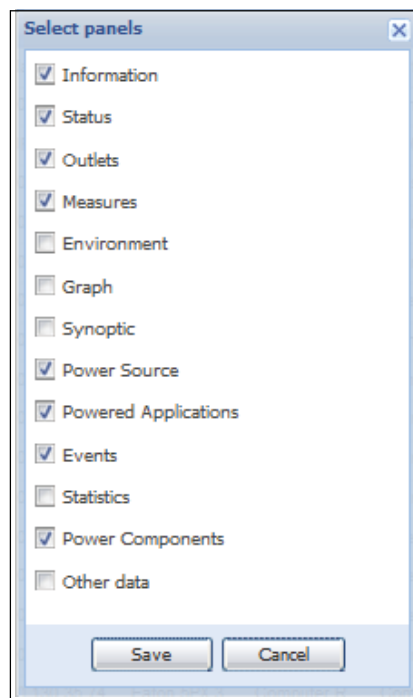 Select panels
Information
Status
Outlets
Measures
Environment
Graph
Synoptic
Power Source
Powered Applications
Events
Statistics
Power Components
Other data
Save Cancel